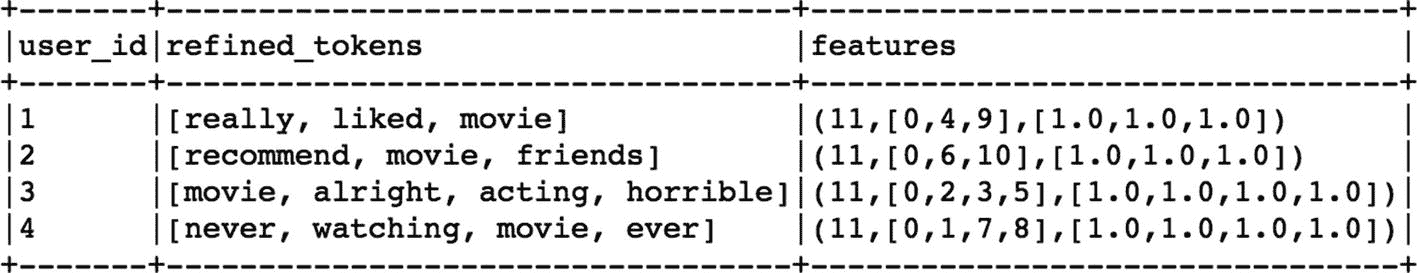 +-------+----------------------------------+--------------------------------+
|user_id|refined_tokens                    |features                        |
+-------+----------------------------------+--------------------------------+
|1      |[really, liked, movie]            |(11,[0,4,9],[1.0,1.0,1.0])      |
|2      |[recommend, movie, friends]       |(11,[0,6,10],[1.0,1.0,1.0])     |
|3      |[movie, alright, acting, horrible]|(11,[0,2,3,5],[1.0,1.0,1.0,1.0])|
|4      |[never, watching, movie, ever]    |(11,[0,1,7,8],[1.0,1.0,1.0,1.0])|
+-------+----------------------------------+--------------------------------+